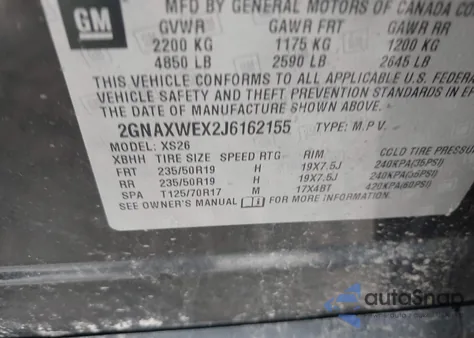 MFD BY GENERAL MOTORS OF CANADA CO
GM
GVWR GAWR FRT GAWR RR
2200 KG 1175 KG 1200 KG
4850 LB 2590 LB 2645 LB
THIS VEHICLE CONFORMS TO ALL APPLICABLE U.S. FEDERA
VEHICLE SAFETY AND THEFT PREVENTION STANDARDS IN EF
THE DATE OF MANUFACTURE SHOWN ABOVE.
2GNAXWEX2J6162155 TYPE: M.P.V.
MODEL: XS26
XBHH TIRE SIZE SPEED RTG RIM COLD TIRE PRESSU
FRT 235/50R19 H 19X7.5J 240KPA(35PSI)
RR 235/50R19 H 19X7.5J 240KPA(35PSI)
SPA T125/70R17 M 17X4BT 420KPA(60PSI)
SEE OWNER'S MANUAL FOR MORE INFORMATION.
autoSnap